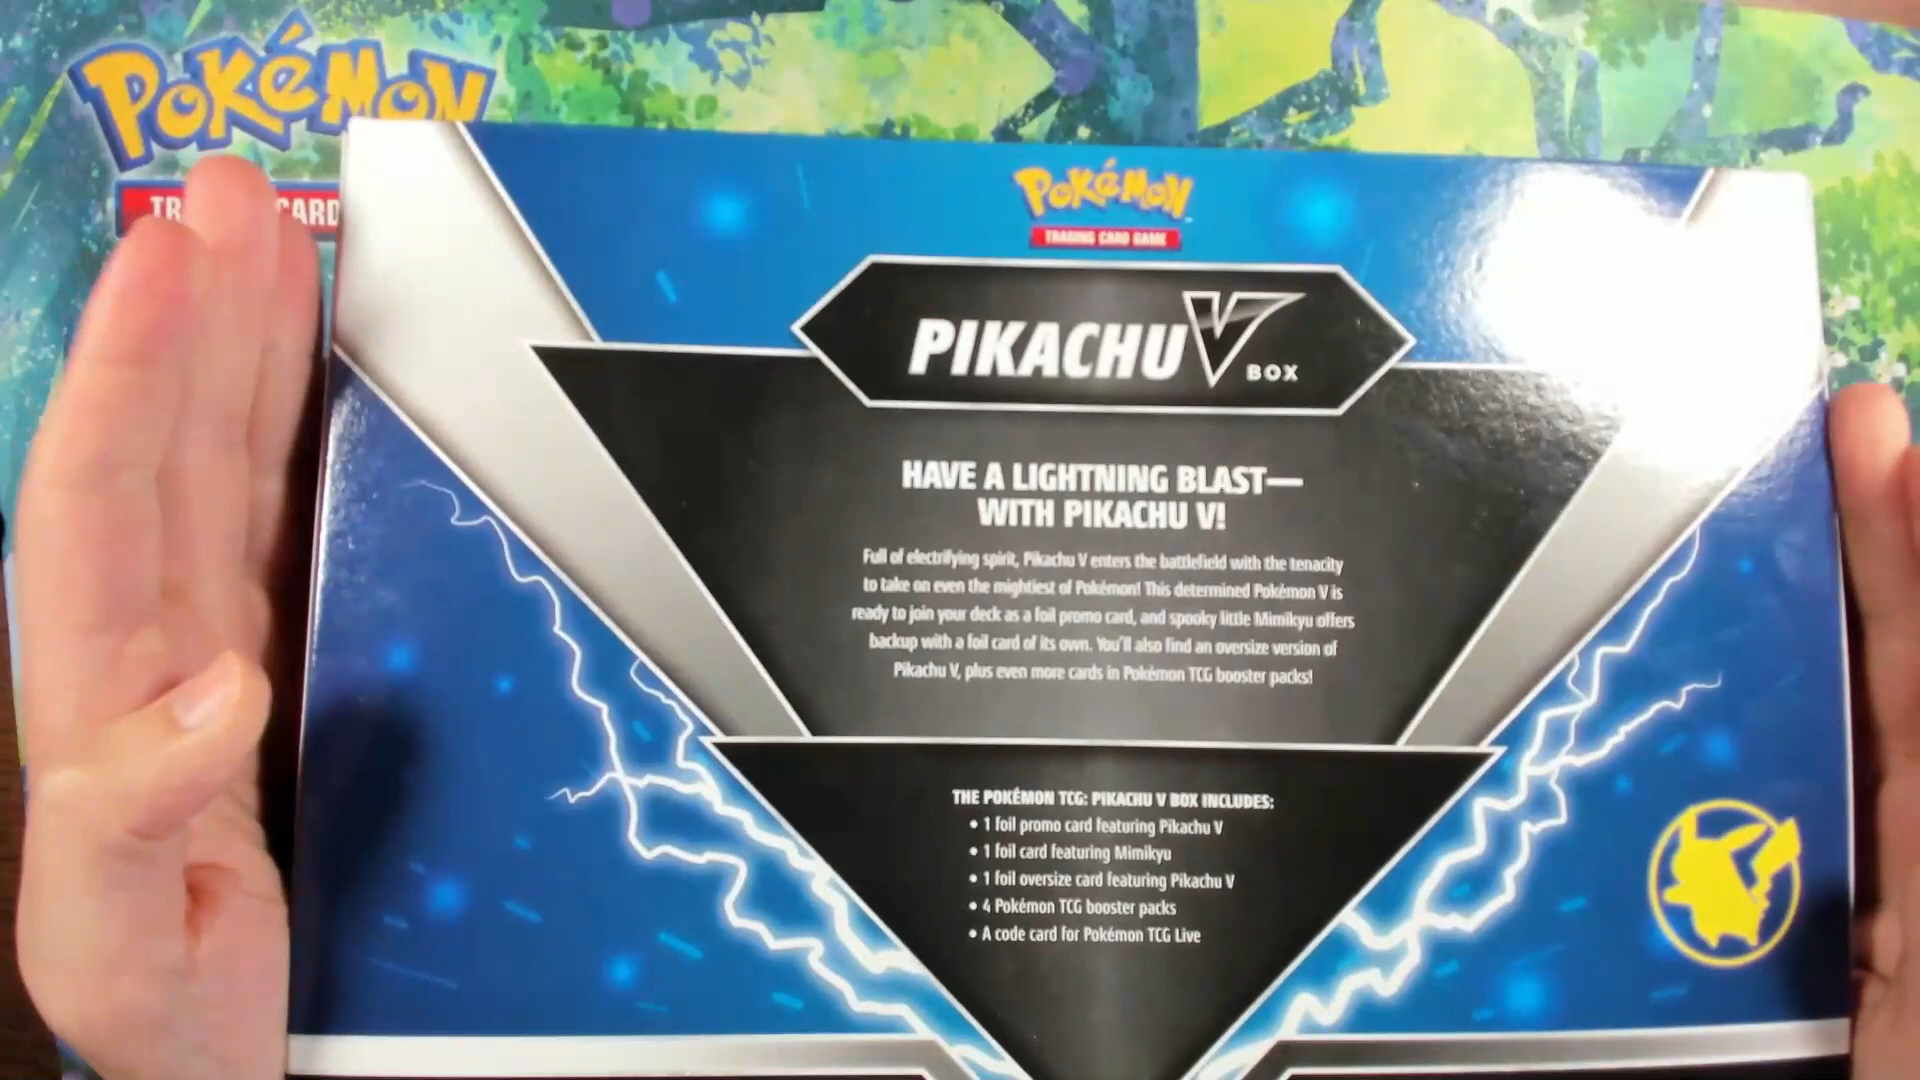 POKÉMON
TR CARD
POKÉMON
TRADING CARD GAME
PIKACHU V BOX
HAVE A LIGHTNING BLAST—
WITH PIKACHU V!
Full of electrifying spirit, Pikachu V enters the battlefield with the tenacity
to take on even the mightiest of Pokémon! This determined Pokémon V is
ready to join your deck as a foil promo card, and spooky little Mimikyu offers
backup with a foil card of its own. You'll also find an oversize version of
Pikachu V, plus even more cards in Pokémon TCG booster packs!
THE POKÉMON TCG: PIKACHU V BOX INCLUDES:
• 1 foil promo card featuring Pikachu V
• 1 foil card featuring Mimikyu
• 1 foil oversize card featuring Pikachu V
• 4 Pokémon TCG booster packs
• A code card for Pokémon TCG Live